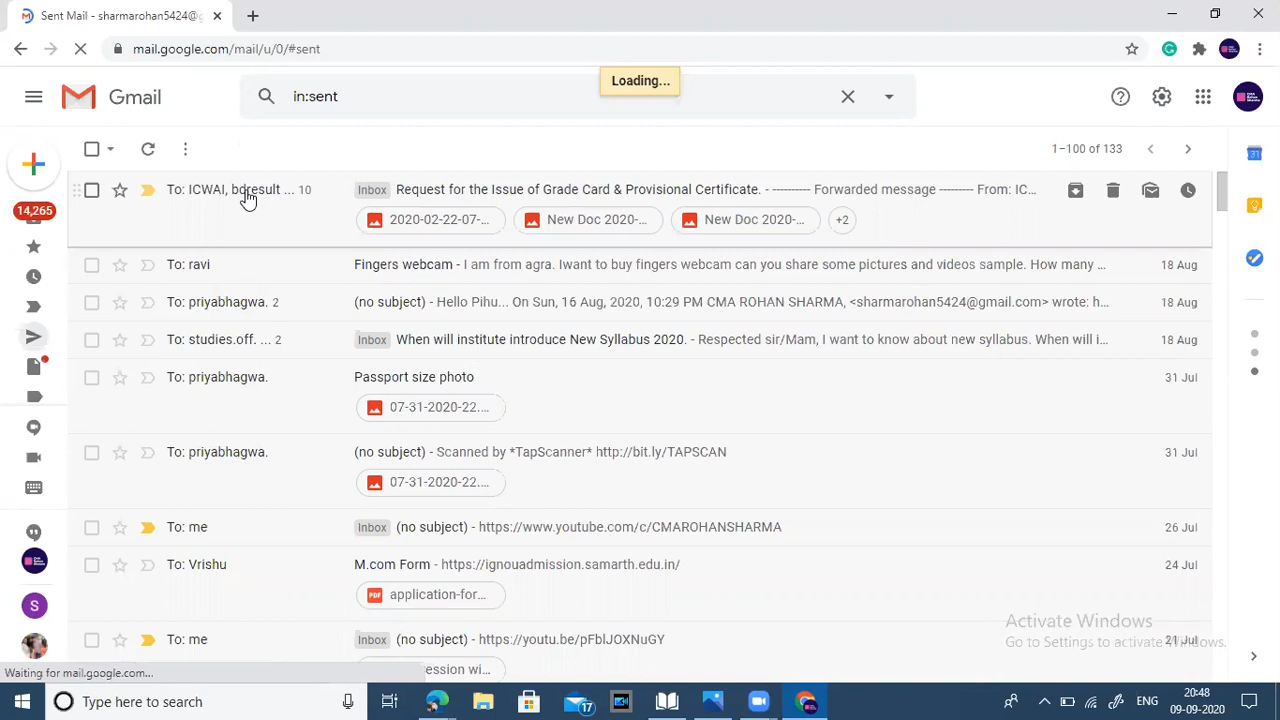 Sent Mail - sharmarohan5424@g
mail.google.com/mail/u/0/#sent
Loading...
Gmail
in:sent
1–100 of 133
14,265
To: ICWAI, bdresult ... 10 Inbox Request for the Issue of Grade Card & Provisional Certificate. - ---------- Forwarded message --------- From: IC...
2020-02-22-07-... New Doc 2020-... New Doc 2020-... +2
To: ravi Fingers webcam - I am from agra. Iwant to buy fingers webcam can you share some pictures and videos sample. How many ... 18 Aug
To: priyabhagwa. 2 (no subject) - Hello Pihu... On Sun, 16 Aug, 2020, 10:29 PM CMA ROHAN SHARMA, <sharmarohan5424@gmail.com> wrote: h... 18 Aug
To: studies.off. ... 2 Inbox When will institute introduce New Syllabus 2020. - Respected sir/Mam, I want to know about new syllabus. When will i... 18 Aug
To: priyabhagwa. Passport size photo 31 Jul
07-31-2020-22....
To: priyabhagwa. (no subject) - Scanned by *TapScanner* http://bit.ly/TAPSCAN 31 Jul
07-31-2020-22....
To: me Inbox (no subject) - https://www.youtube.com/c/CMAROHANSHARMA 26 Jul
To: Vrishu M.com Form - https://ignouadmission.samarth.edu.in/ 24 Jul
PDF application-for...
S
To: me Inbox (no subject) - https://youtu.be/pFblJOXNuGY 21 Jul
ession wi...
Activate Windows
Go to Settings to activate Windows.
Waiting for mail.google.com...
Type here to search
17
ENG
20:48
09-09-2020